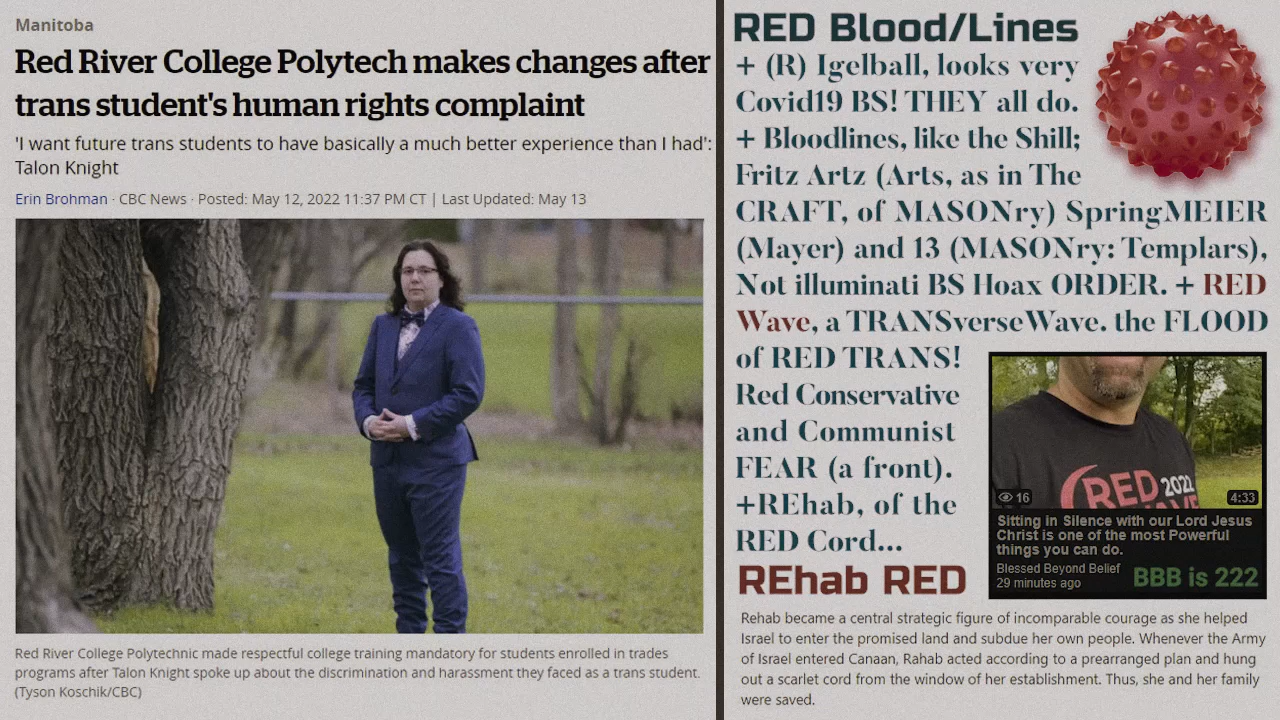 Manitoba
Red River College Polytech makes changes after
trans student's human rights complaint
'I want future trans students to have basically a much better experience than I had':
Talon Knight
Erin Brohman · CBC News · Posted: May 12, 2022 11:37 PM CT | Last Updated: May 13
Red River College Polytechnic made respectful college training mandatory for students enrolled in trades
programs after Talon Knight spoke up about the discrimination and harassment they faced as a trans student.
(Tyson Koschik/CBC)
RED Blood/Lines
+ (R) Igelball, looks very
Covid19 BS! THEY all do.
+ Bloodlines, like the Shill;
Fritz Artz (Arts, as in The
CRAFT, of MASONry) SpringMEIER
(Mayer) and 13 (MASONry: Templars),
Not illuminati BS Hoax ORDER. + RED
Wave, a TRANSverseWave. the FLOOD
of RED TRANS!
Red Conservative
and Communist
FEAR (a front).
+REhab, of the
RED Cord...
REhab RED
RED 2022
WAVE
16
4:33
Sitting in Silence with our Lord Jesus
Christ is one of the most Powerful
things you can do.
Blessed Beyond Belief
29 minutes ago
BBB is 222
Rehab became a central strategic figure of incomparable courage as she helped
Israel to enter the promised land and subdue her own people. Whenever the Army
of Israel entered Canaan, Rahab acted according to a prearranged plan and hung
out a scarlet cord from the window of her establishment. Thus, she and her family
were saved.